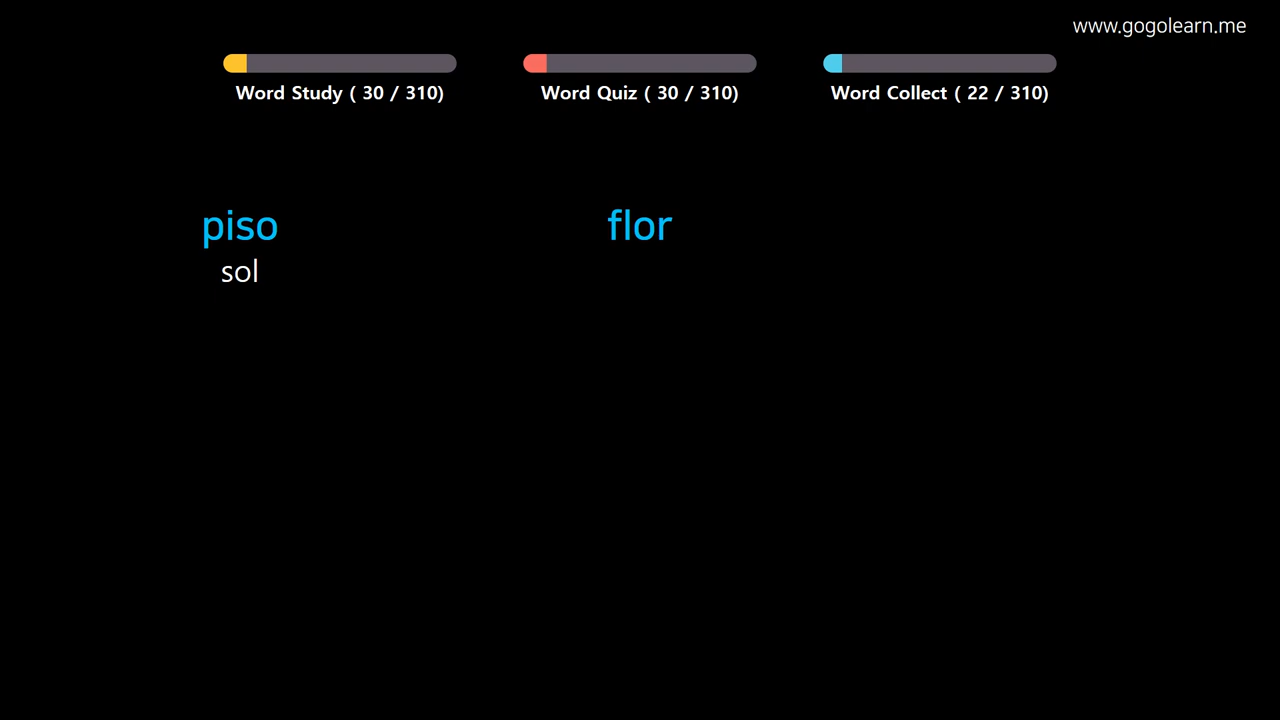 www.gogolearn.me
Word Study ( 30 / 310)
Word Quiz ( 30 / 310)
Word Collect ( 22 / 310)
piso
flor
sol